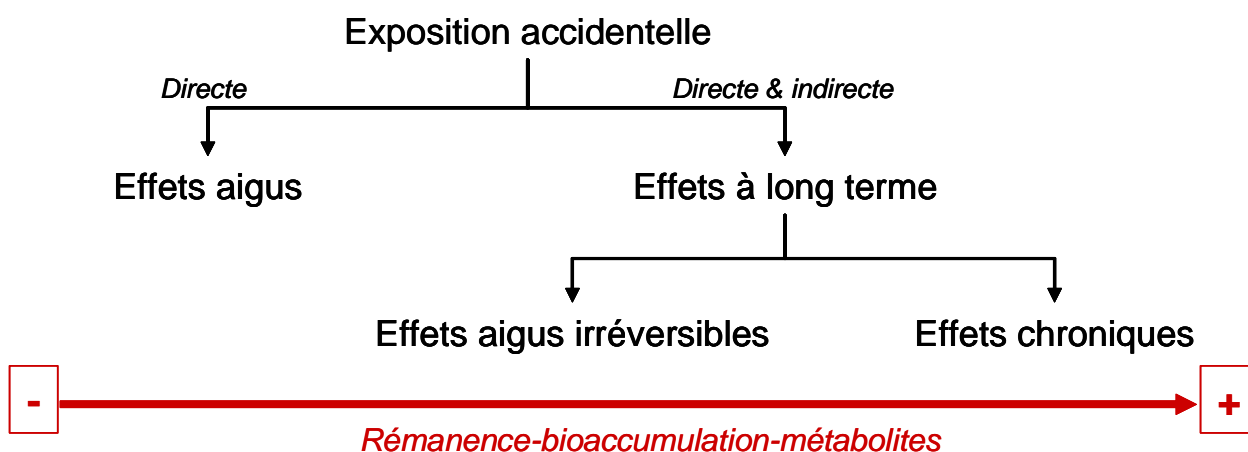 Exposition accidentelle
Directe
Directe & indirecte
Effets aigus
Effets à long terme
Effets aigus irréversibles
Effets chroniques
-
+
Rémanence-bioaccumulation-métabolites